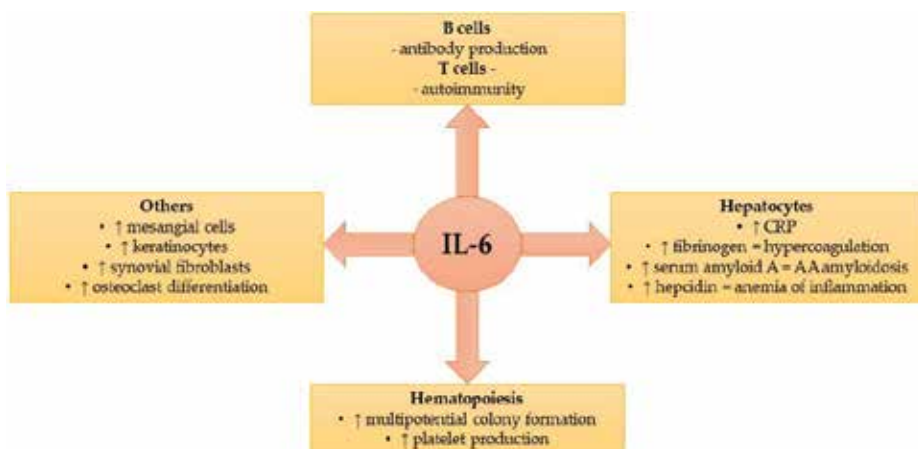 B cells
- antibody production
T cells -
- autoimmunity
Others
• ↑ mesangial cells
• ↑ keratinocytes
• ↑ synovial fibroblasts
• ↑ osteoclast differentiation
IL-6
Hepatocytes
• ↑ CRP
• ↑ fibrinogen = hypercoagulation
• ↑ serum amyloid A = AA amyloidosis
• ↑ hepcidin = anemia of inflammation
Hematopoiesis
• ↑ multipotential colony formation
• ↑ platelet production